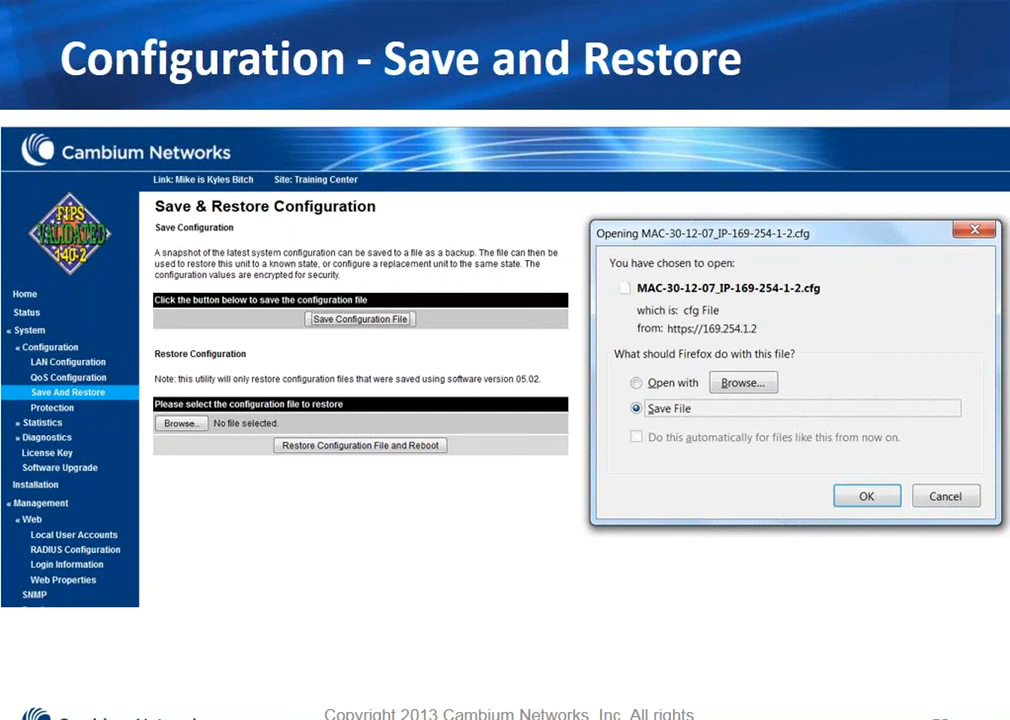 Configuration - Save and Restore
Cambium Networks
Link: Mike is Kyles Bitch Site: Training Center
FIPS
VALIDATED
140-2
Home
Status
« System
« Configuration
LAN Configuration
QoS Configuration
Save And Restore
Protection
» Statistics
» Diagnostics
License Key
Software Upgrade
Installation
« Management
« Web
Local User Accounts
RADIUS Configuration
Login Information
Web Properties
SNMP
Save & Restore Configuration
Save Configuration
A snapshot of the latest system configuration can be saved to a file as a backup. The file can then be
used to restore this unit to a known state, or configure a replacement unit to the same state. The
configuration values are encrypted for security.
Click the button below to save the configuration file
Save Configuration File
Restore Configuration
Note: this utility will only restore configuration files that were saved using software version 05.02.
Please select the configuration file to restore
Browse... No file selected.
Restore Configuration File and Reboot
Opening MAC-30-12-07_IP-169-254-1-2.cfg
You have chosen to open:
MAC-30-12-07_IP-169-254-1-2.cfg
which is: cfg File
from: https://169.254.1.2
What should Firefox do with this file?
Open with Browse...
Save File
Do this automatically for files like this from now on.
OK Cancel
Copyright 2013 Cambium Networks, Inc. All rights